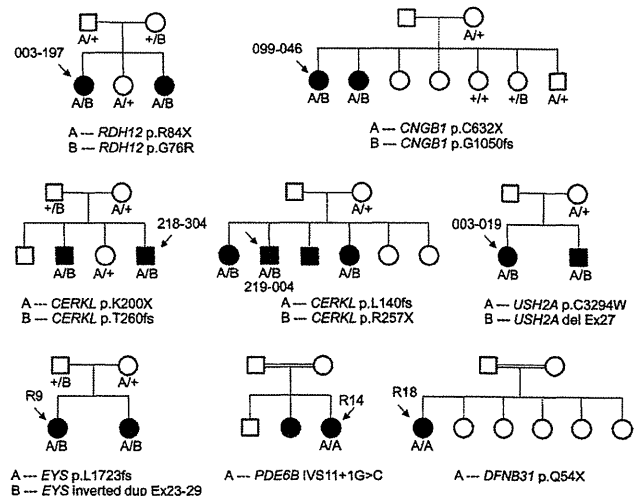 A/+ +/B
003-197
A/B A/+ A/B
A --- RDH12 p.R84X
B --- RDH12 p.G76R
A/+
099-046
A/B A/B +/+ +/B A/+
A --- CNGB1 p.C632X
B --- CNGB1 p.G1050fs
+/B A/+
218-304
A/B A/+ A/B
A --- CERKL p.K200X
B --- CERKL p.T260fs
A/+
A/B A/B A/B
219-004
A --- CERKL p.L140fs
B --- CERKL p.R257X
A/+
003-019
A/B A/B
A --- USH2A p.C3294W
B --- USH2A del Ex27
+/B A/+
R9
A/B A/B
A --- EYS p.L1723fs
B --- EYS inverted dup Ex23-29
R14
A/A
A --- PDE6B IVS11+1G>C
R18
A/A
A --- DFNB31 p.Q54X